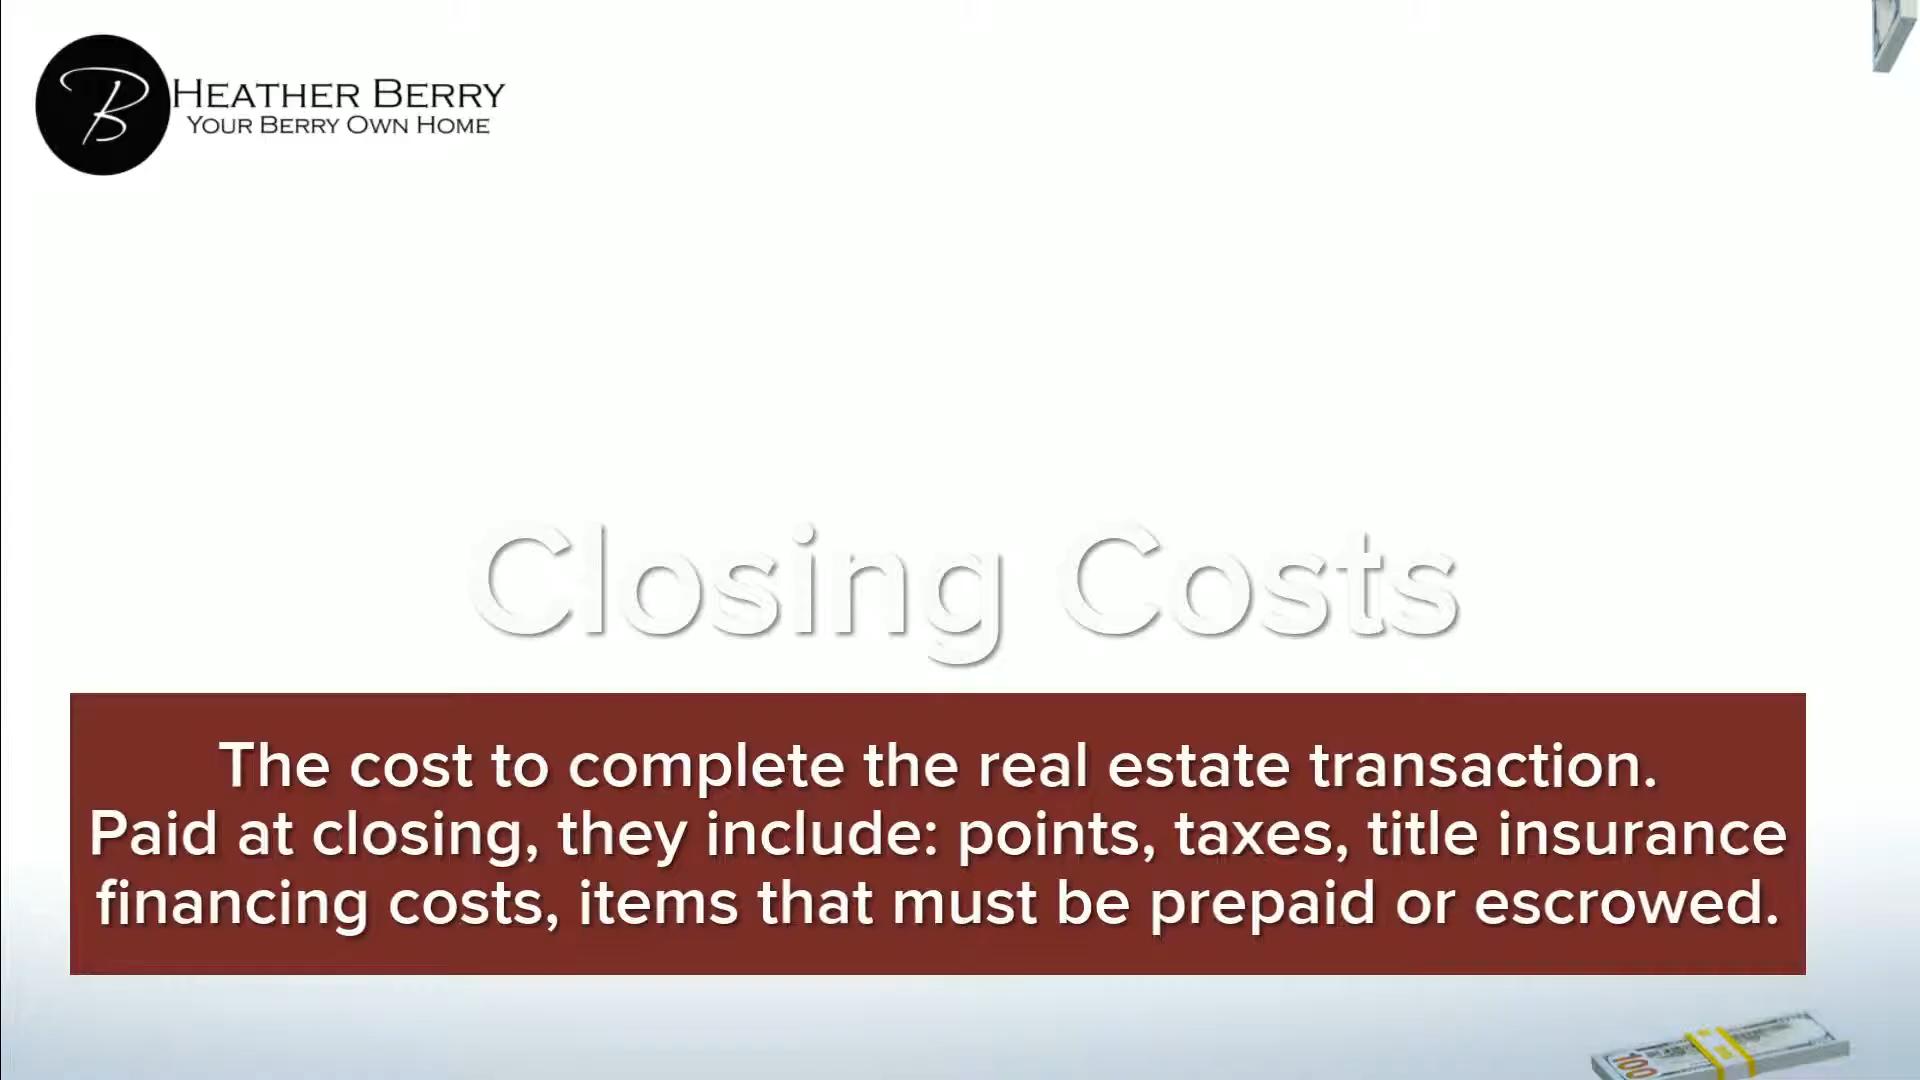 B
HEATHER BERRY
YOUR BERRY OWN HOME
Closing Costs
The cost to complete the real estate transaction.
Paid at closing, they include: points, taxes, title insurance
financing costs, items that must be prepaid or escrowed.
100